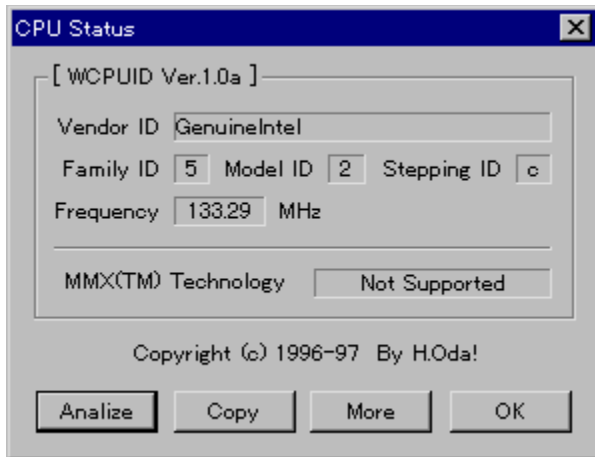 CPU Status
[ WCPUID Ver.1.0a ]
Vendor ID GenuineIntel
Family ID 5 Model ID 2 Stepping ID c
Frequency 133.29 MHz
MMX(TM) Technology Not Supported
Copyright (c) 1996-97 By H.Oda!
Analize Copy More OK